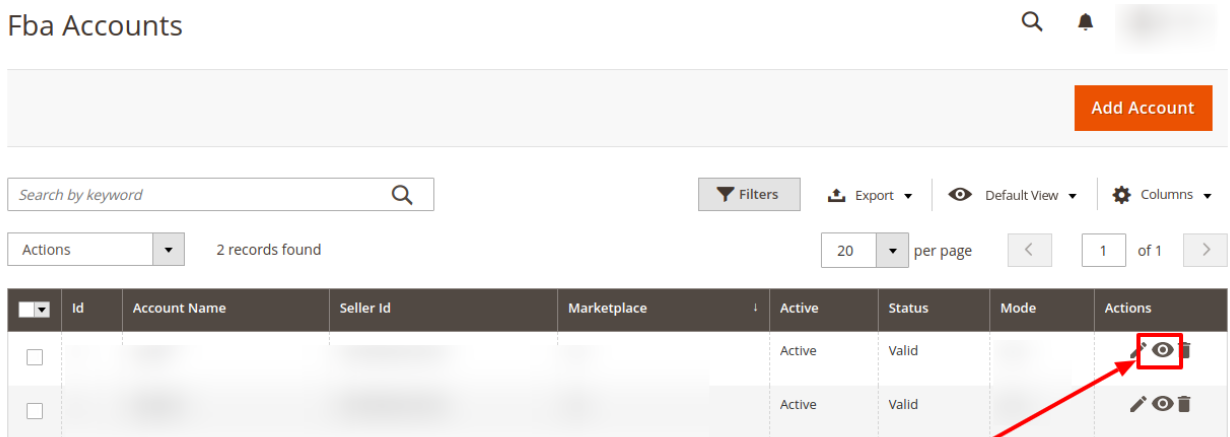 Fba Accounts
Add Account
Search by keyword
Filters
Export
Default View
Columns
Actions
2 records found
20
per page
1
of 1
Id
Account Name
Seller Id
Marketplace
Active
Status
Mode
Actions
Active
Valid
Active
Valid